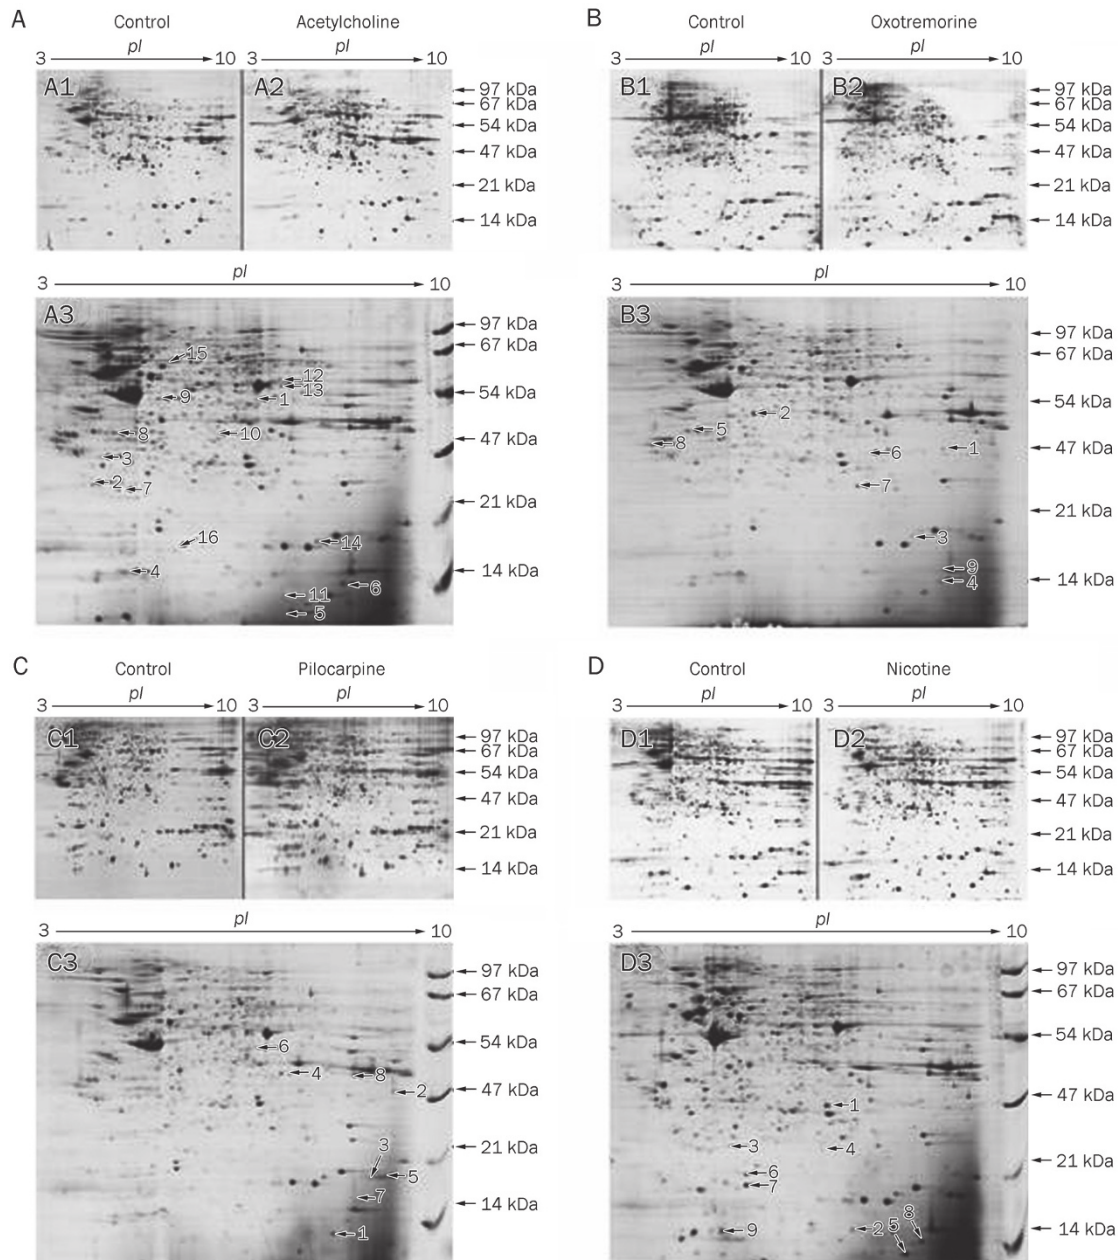 A
Control Acetylcholine
pI pI
3 10 3 10
A1 A2
97 kDa
67 kDa
54 kDa
47 kDa
21 kDa
14 kDa
pI
3 10
A3
97 kDa
67 kDa
54 kDa
47 kDa
21 kDa
14 kDa
15
12
13
9 1
8 10
3
2 7
16 14
4 6
11
5
B
Control Oxotremorine
pI pI
3 10 3 10
B1 B2
97 kDa
67 kDa
54 kDa
47 kDa
21 kDa
14 kDa
pI
3 10
B3
97 kDa
67 kDa
54 kDa
47 kDa
21 kDa
14 kDa
2
5
8 1
6
7
3
9
4
C
Control Pilocarpine
pI pI
3 10 3 10
C1 C2
97 kDa
67 kDa
54 kDa
47 kDa
21 kDa
14 kDa
pI
3 10
C3
97 kDa
67 kDa
54 kDa
47 kDa
21 kDa
14 kDa
6
4 8
2
3
5
7
1
D
Control Nicotine
pI pI
3 10 3 10
D1 D2
97 kDa
67 kDa
54 kDa
47 kDa
21 kDa
14 kDa
pI
3 10
D3
97 kDa
67 kDa
54 kDa
47 kDa
21 kDa
14 kDa
1
3 4
6
7
8
9 2 5